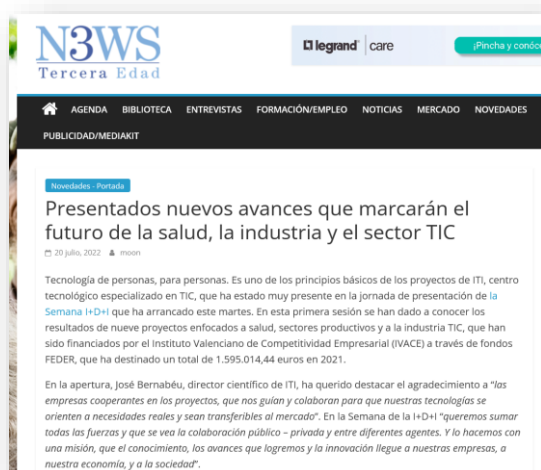 N3WS
Tercera Edad
legrand care
¡Pincha y conóc
AGENDA BIBLIOTECA ENTREVISTAS FORMACIÓN/EMPLEO NOTICIAS MERCADO NOVEDADES
PUBLICIDAD/MEDIAKIT
Novedades - Portada
Presentados nuevos avances que marcarán el
futuro de la salud, la industria y el sector TIC
20 julio, 2022 moon
Tecnología de personas, para personas. Es uno de los principios básicos de los proyectos de ITI, centro
tecnológico especializado en TIC, que ha estado muy presente en la jornada de presentación de la
Semana I+D+I que ha arrancado este martes. En esta primera sesión se han dado a conocer los
resultados de nueve proyectos enfocados a salud, sectores productivos y a la industria TIC, que han
sido financiados por el Instituto Valenciano de Competitividad Empresarial (IVACE) a través de fondos
FEDER, que ha destinado un total de 1.595.014,44 euros en 2021.
En la apertura, José Bernabéu, director científico de ITI, ha querido destacar el agradecimiento a “las
empresas cooperantes en los proyectos, que nos guían y colaboran para que nuestras tecnologías se
orienten a necesidades reales y sean transferibles al mercado”. En la Semana de la I+D+I “queremos sumar
todas las fuerzas y que se vea la colaboración público – privada y entre diferentes agentes. Y lo hacemos con
una misión, que el conocimiento, los avances que logremos y la innovación llegue a nuestras empresas, a
nuestra economía, y a la sociedad”.